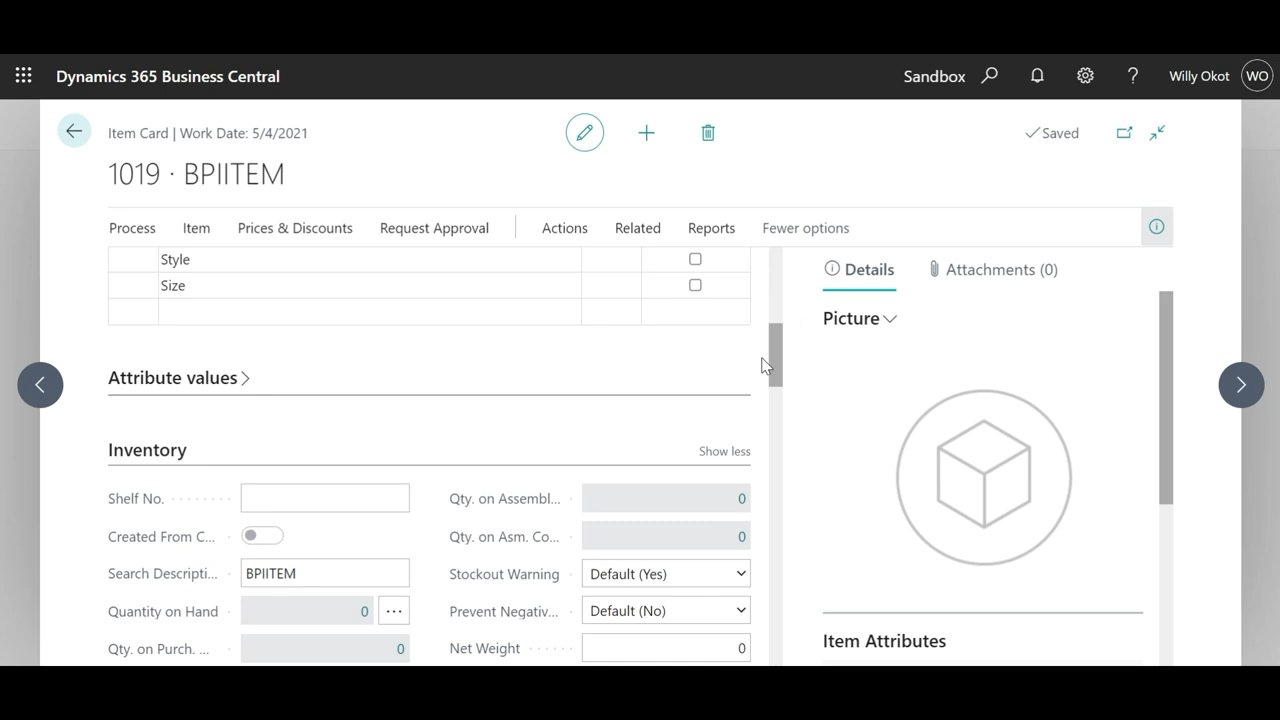 Dynamics 365 Business Central
Sandbox
Willy Okot
WO
Item Card | Work Date: 5/4/2021
Saved
1019 · BPIITEM
Process
Item
Prices & Discounts
Request Approval
Actions
Related
Reports
Fewer options
Style
Size
Attribute values
Inventory
Show less
Shelf No.
Created From C...
Search Descripti...
BPIITEM
Quantity on Hand
0
...
Qty. on Purch. ...
0
Qty. on Assembl...
0
Qty. on Asm. Co...
0
Stockout Warning
Default (Yes)
Prevent Negativ...
Default (No)
Net Weight
0
Details
Attachments (0)
Picture
Item Attributes